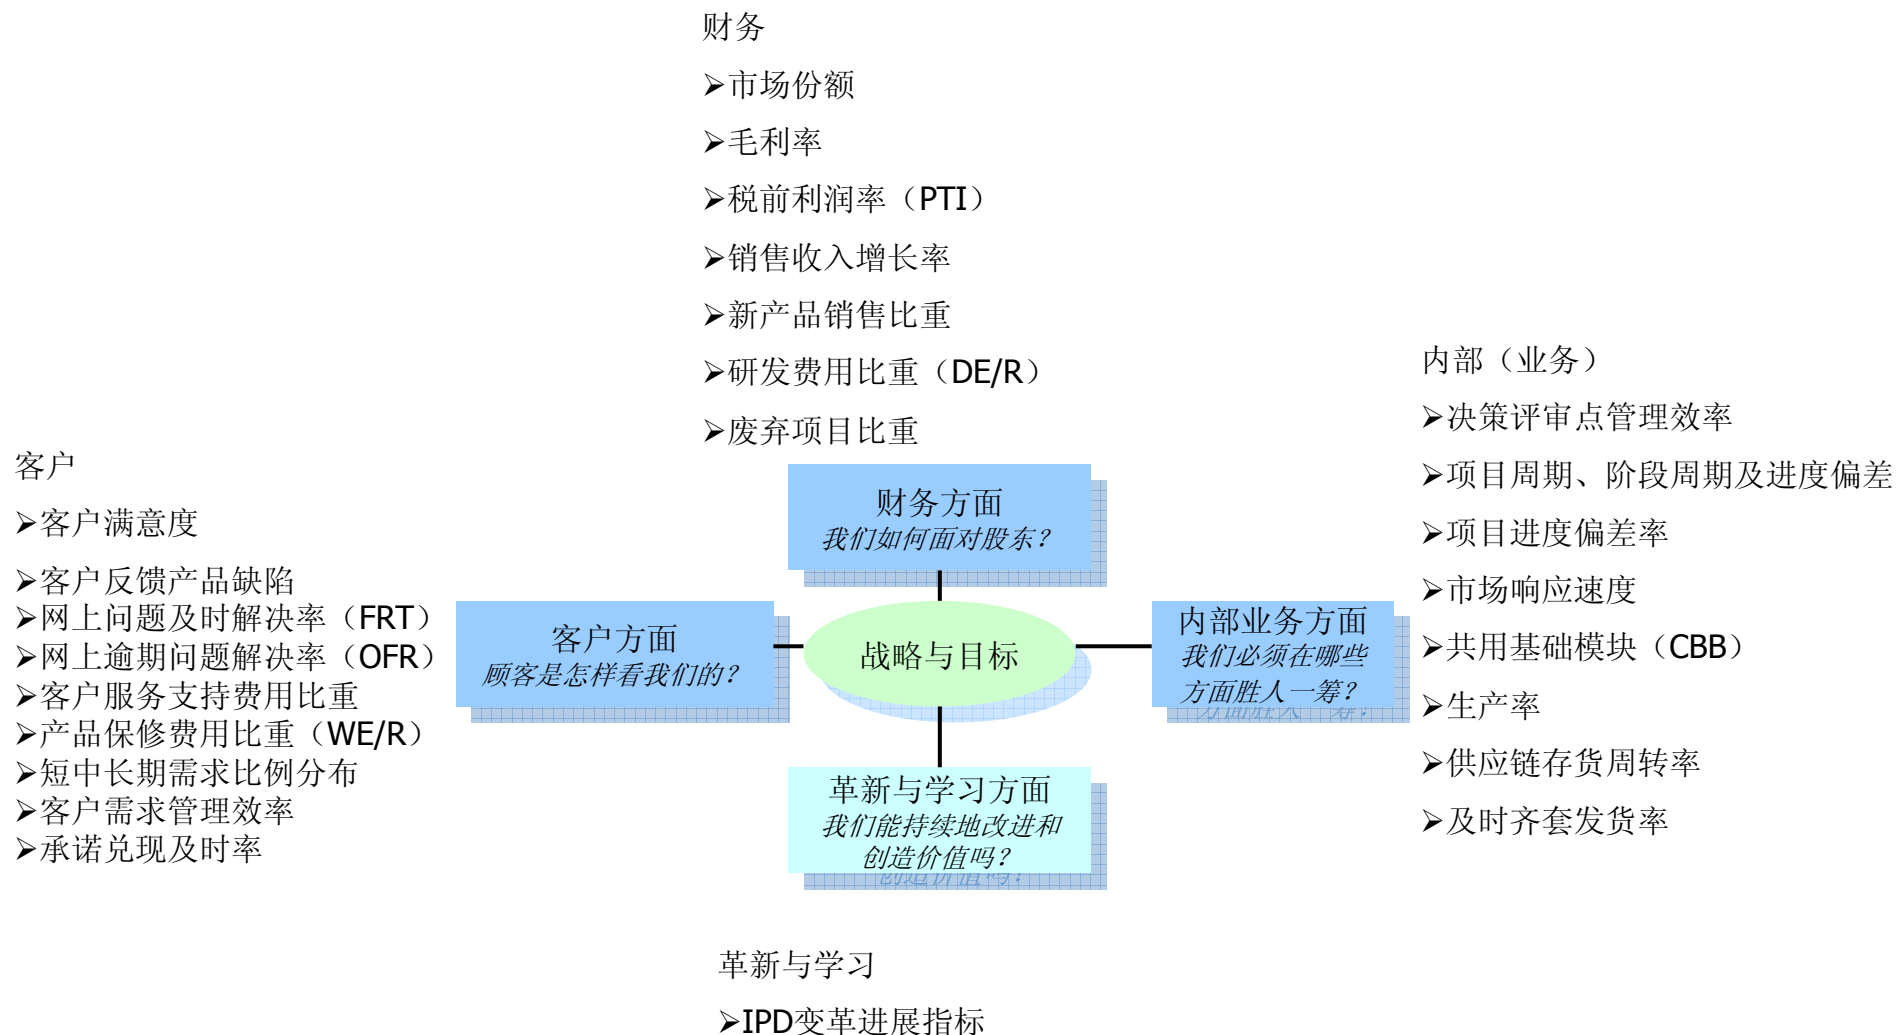 财务
➢市场份额
➢毛利率
➢税前利润率（PTI）
➢销售收入增长率
➢新产品销售比重
➢研发费用比重（DE/R）
➢废弃项目比重
客户
➢客户满意度
➢客户反馈产品缺陷
➢网上问题及时解决率（FRT）
➢网上逾期问题解决率（OFR）
➢客户服务支持费用比重
➢产品保修费用比重（WE/R）
➢短中长期需求比例分布
➢客户需求管理效率
➢承诺兑现及时率
财务方面
我们如何面对股东？
客户方面
顾客是怎样看我们的？
战略与目标
内部业务方面
我们必须在哪些
方面胜人一筹？
革新与学习方面
我们能持续地改进和
创造价值吗？
内部（业务）
➢决策评审点管理效率
➢项目周期、阶段周期及进度偏差
➢项目进度偏差率
➢市场响应速度
➢共用基础模块（CBB）
➢生产率
➢供应链存货周转率
➢及时齐套发货率
革新与学习
➢IPD变革进展指标